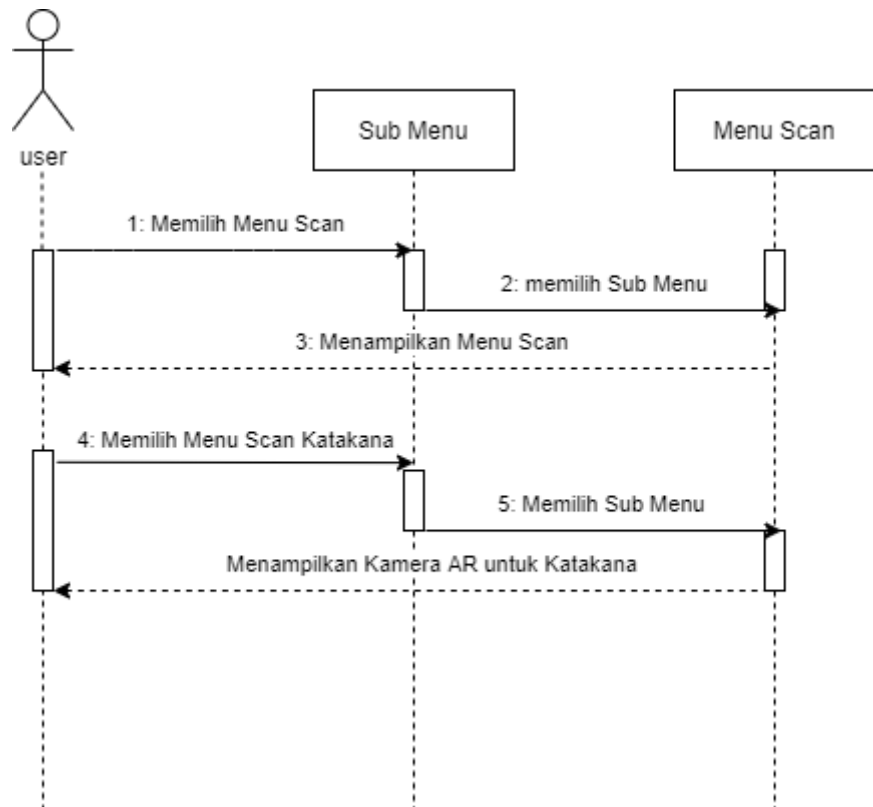 user
Sub Menu
Menu Scan
1: Memilih Menu Scan
2: memilih Sub Menu
3: Menampilkan Menu Scan
4: Memilih Menu Scan Katakana
5: Memilih Sub Menu
Menampilkan Kamera AR untuk Katakana